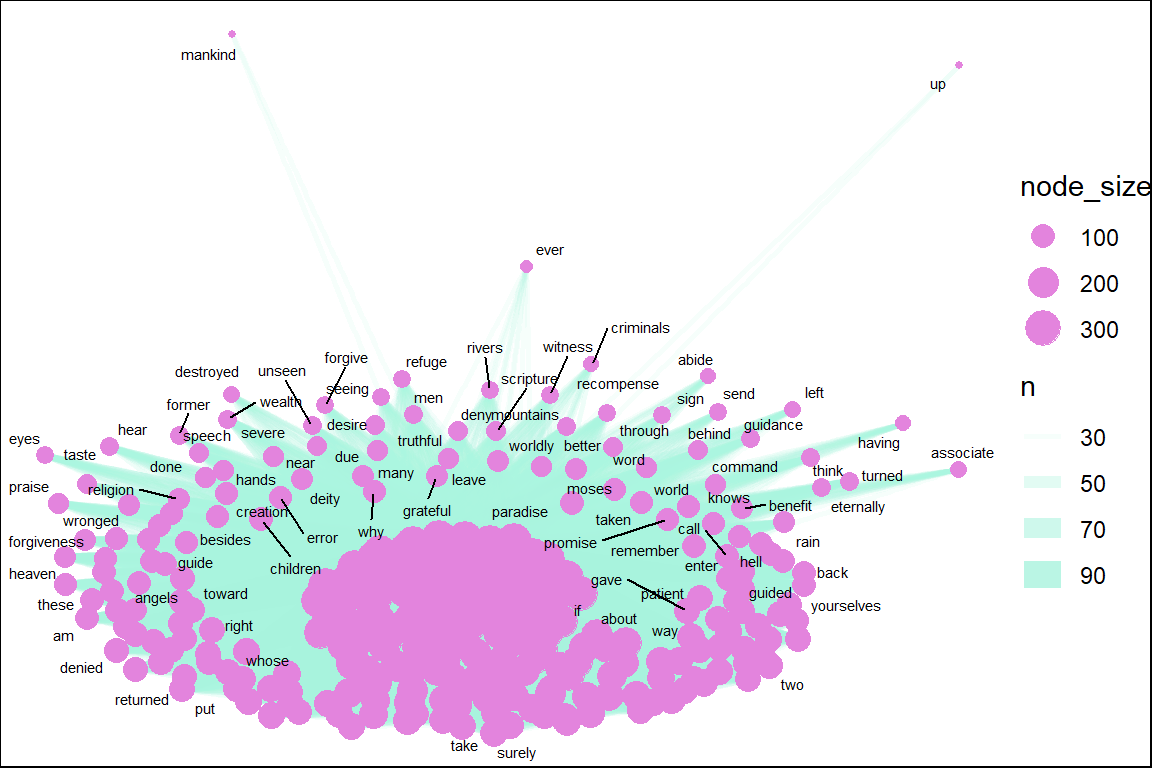 mankind
up
ever
criminals
rivers
witness
forgive
refuge
abide
destroyed
unseen
scripture
recompense
seeing
left
send
former
wealth
men
sign
denymountains
desire
guidance
hear
speech
severe
through
behind
eyes
truthful
worldly
better
having
taste
due
word
associate
done
near
many
command
think
turned
hands
leave
praise
religion
deity
moses
world
knows
benefit
eternally
creation
grateful
paradise
wronged
taken
call
why
forgiveness
besides
error
promise
rain
remember
guide
children
enter
hell
heaven
back
gave
angels
toward
patient
guided
these
if
yourselves
about
am
right
way
whose
denied
two
returned
put
take
surely
node_size
100
200
300
n
30
50
70
90